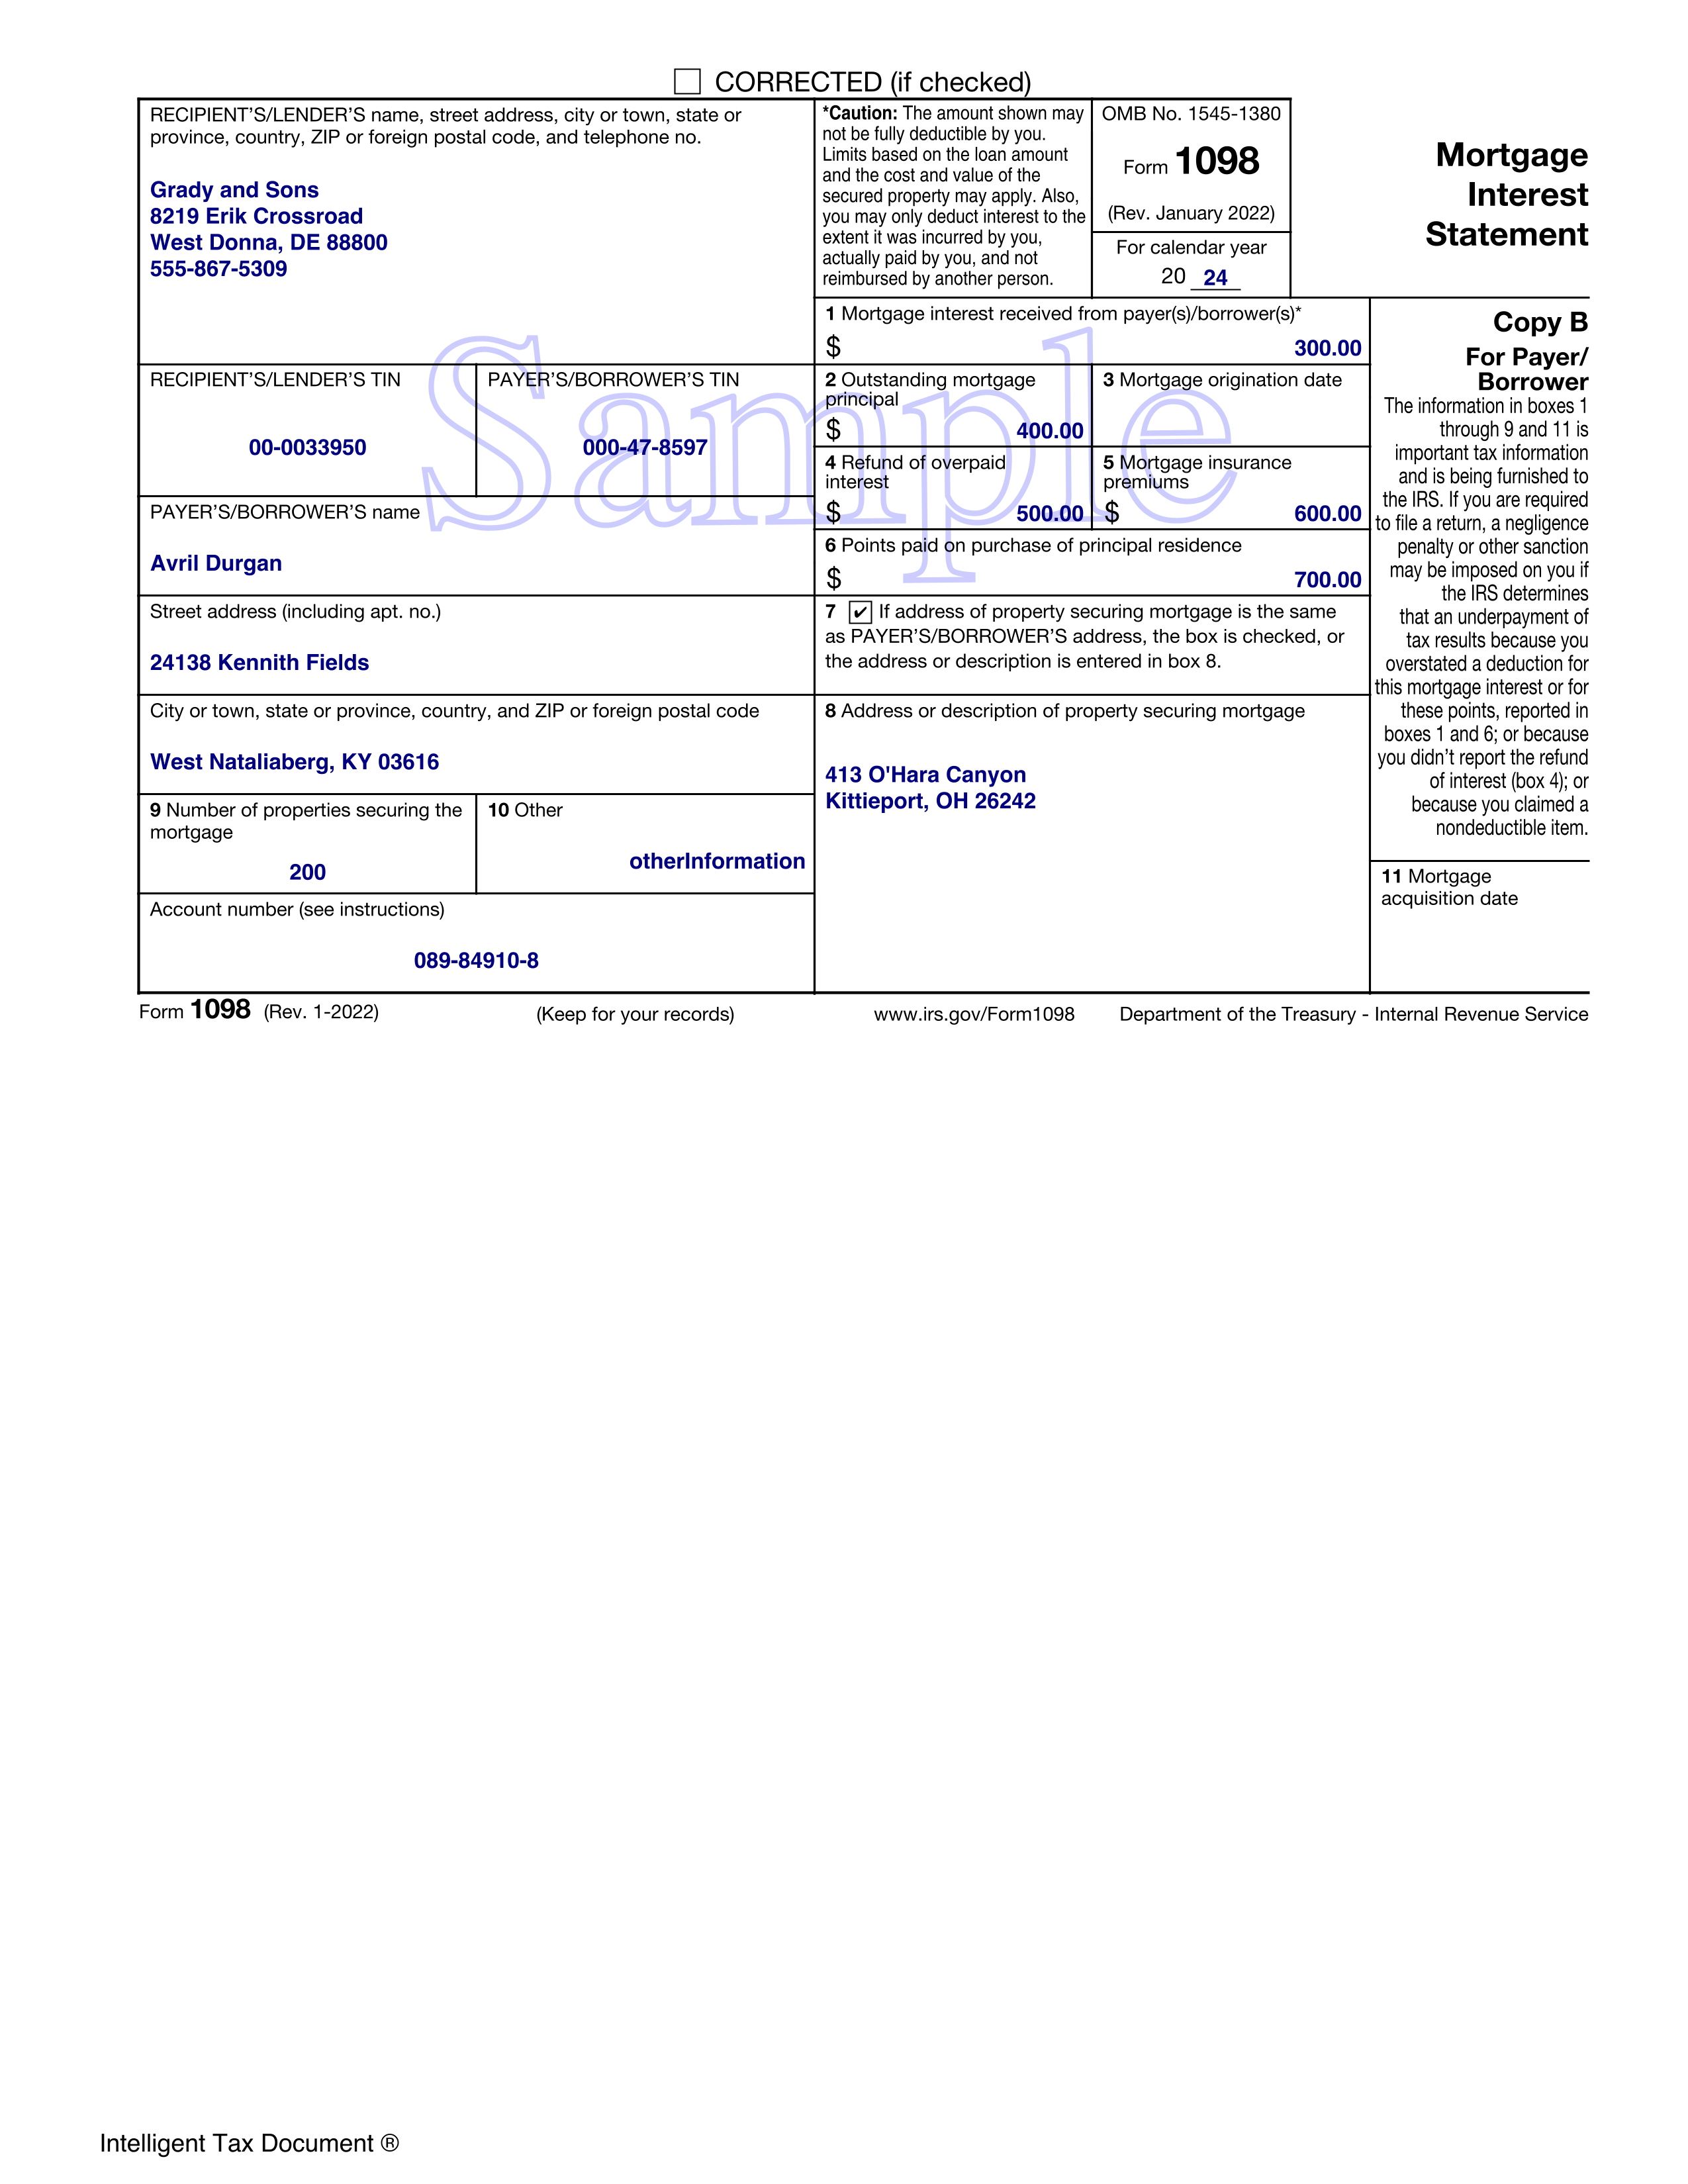 CORRECTED (if checked)
RECIPIENT'S/LENDER'S name, street address, city or town, state or
province, country, ZIP or foreign postal code, and telephone no.
Grady and Sons
8219 Erik Crossroad
West Donna, DE 88800
555-867-5309
*Caution: The amount shown may
not be fully deductible by you.
Limits based on the loan amount
and the cost and value of the
secured property may apply. Also,
you may only deduct interest to the
extent it was incurred by you,
actually paid by you, and not
reimbursed by another person.
OMB No. 1545-1380
Form 1098
(Rev. January 2022)
For calendar year
20 24
Mortgage
Interest
Statement
1 Mortgage interest received from payer(s)/borrower(s)*
$ 300.00
Copy B
For Payer/
Borrower
The information in boxes 1
through 9 and 11 is
important tax information
and is being furnished to
the IRS. If you are required
to file a return, a negligence
penalty or other sanction
may be imposed on you if
the IRS determines
that an underpayment of
tax results because you
overstated a deduction for
this mortgage interest or for
these points, reported in
boxes 1 and 6; or because
you didn't report the refund
of interest (box 4); or
because you claimed a
nondeductible item.
RECIPIENT'S/LENDER'S TIN
00-0033950
PAYER'S/BORROWER'S TIN
000-47-8597
2 Outstanding mortgage
principal
$ 400.00
3 Mortgage origination date
4 Refund of overpaid
interest
$ 500.00
5 Mortgage insurance
premiums
$ 600.00
PAYER'S/BORROWER'S name
Avril Durgan
6 Points paid on purchase of principal residence
$ 700.00
Street address (including apt. no.)
24138 Kennith Fields
7 ✔ If address of property securing mortgage is the same
as PAYER'S/BORROWER'S address, the box is checked, or
the address or description is entered in box 8.
City or town, state or province, country, and ZIP or foreign postal code
West Nataliaberg, KY 03616
8 Address or description of property securing mortgage
413 O'Hara Canyon
Kittieport, OH 26242
9 Number of properties securing the
mortgage
200
10 Other
otherInformation
11 Mortgage
acquisition date
Account number (see instructions)
089-84910-8
Form 1098 (Rev. 1-2022) (Keep for your records) www.irs.gov/Form1098 Department of the Treasury - Internal Revenue Service
Sample
Intelligent Tax Document ®